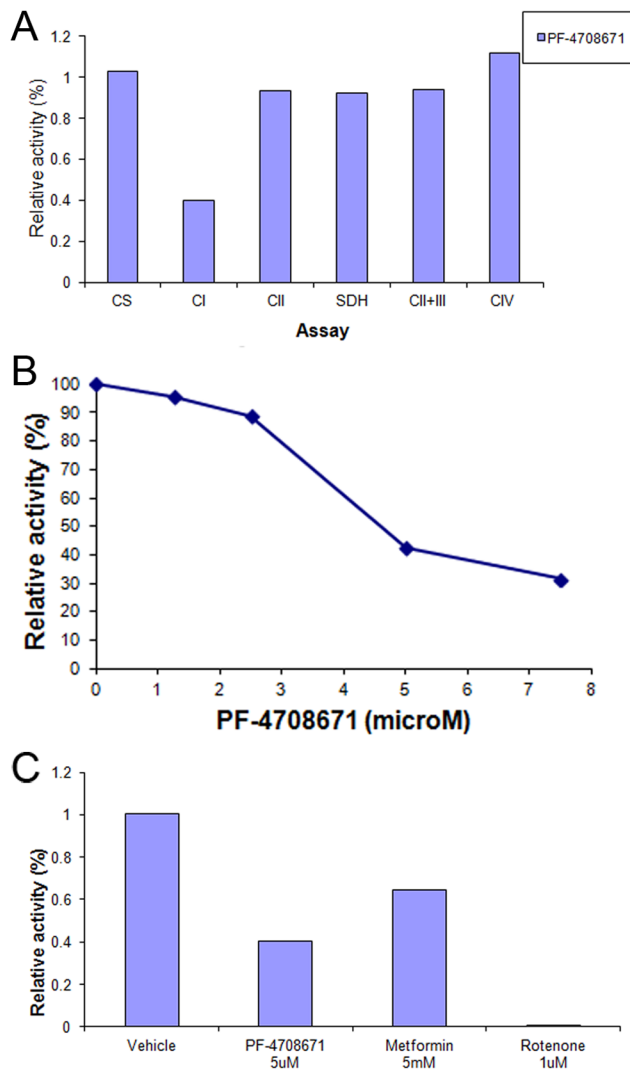 A
PF-4708671
Relative activity (%)
1.2
1
0.8
0.6
0.4
0.2
0
CS CI CII SDH CII+III CIV
Assay
B
Relative activity (%)
100
90
80
70
60
50
40
30
20
10
0
0 1 2 3 4 5 6 7 8
PF-4708671 (microM)
C
Relative activity (%)
1.2
1
0.8
0.6
0.4
0.2
0
Vehicle PF-4708671 Metformin Rotenone
5uM 5mM 1uM